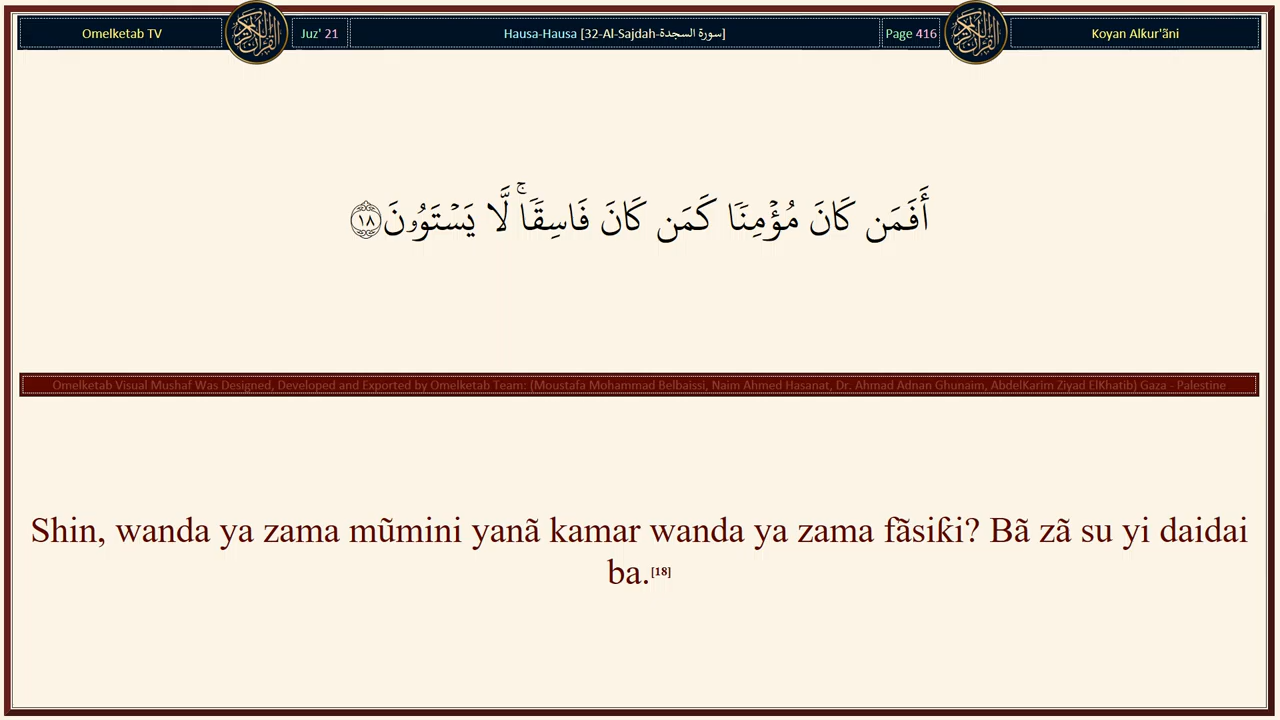 Omelketab TV
Juz' 21
Hausa-Hausa [32-Al-Sajdah-سورة السجدة]
Page 416
Koyan Alƙur'ãni
أَفَمَن كَانَ مُؤۡمِنٗا كَمَن كَانَ فَاسِقٗاۚ لَّا يَسۡتَوُۥنَ ١٨
Omelketab Visual Mushaf Was Designed, Developed and Exported by Omelketab Team: (Moustafa Mohammad Belbaissi, Naim Ahmed Hasanat, Dr. Ahmad Adnan Ghunaim, AbdelKarim Ziyad ElKhatib) Gaza - Palestine
Shin, wanda ya zama mũmini yanã kamar wanda ya zama fãsiƙi? Bã zã su yi daidai
ba.[18]